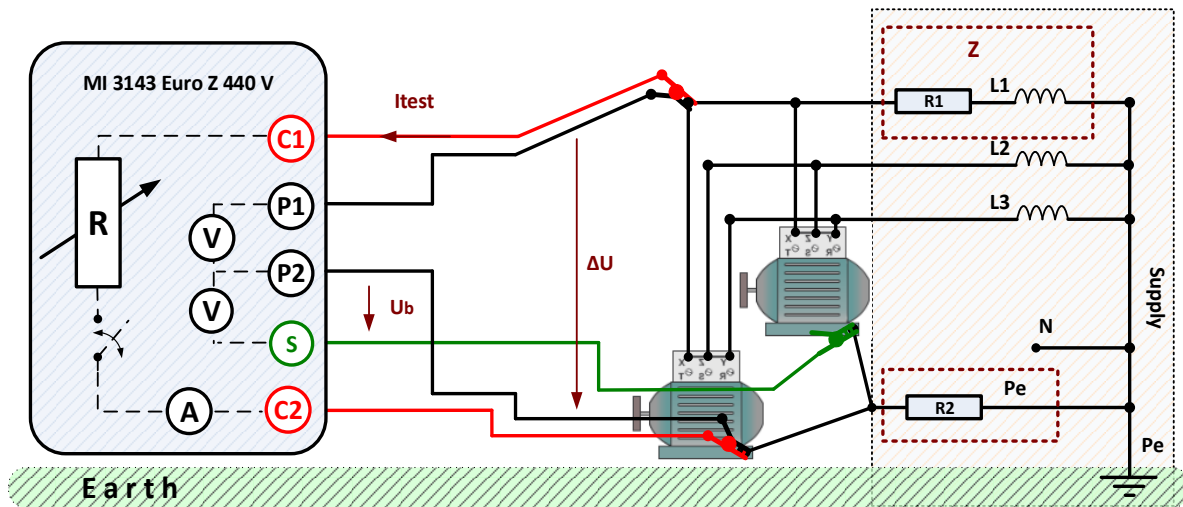 MI 3143 Euro Z 440 V
C1
P1
P2
S
C2
R
V
V
A
Itest
ΔU
Ub
Z
R1
L1
L2
L3
X Z Y
T S R
X Z Y
T S R
N
Pe
R2
Pe
Supply
Earth